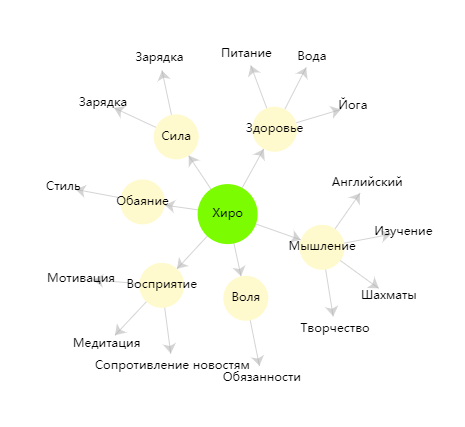 Питание
Вода
Зарядка
Зарядка
Йога
Здоровье
Сила
Английский
Стиль
Обаяние
Хиро
Изучение
Мышление
Мотивация
Восприятие
Воля
Шахматы
Творчество
Медитация
Сопротивление новостям
Обязанности